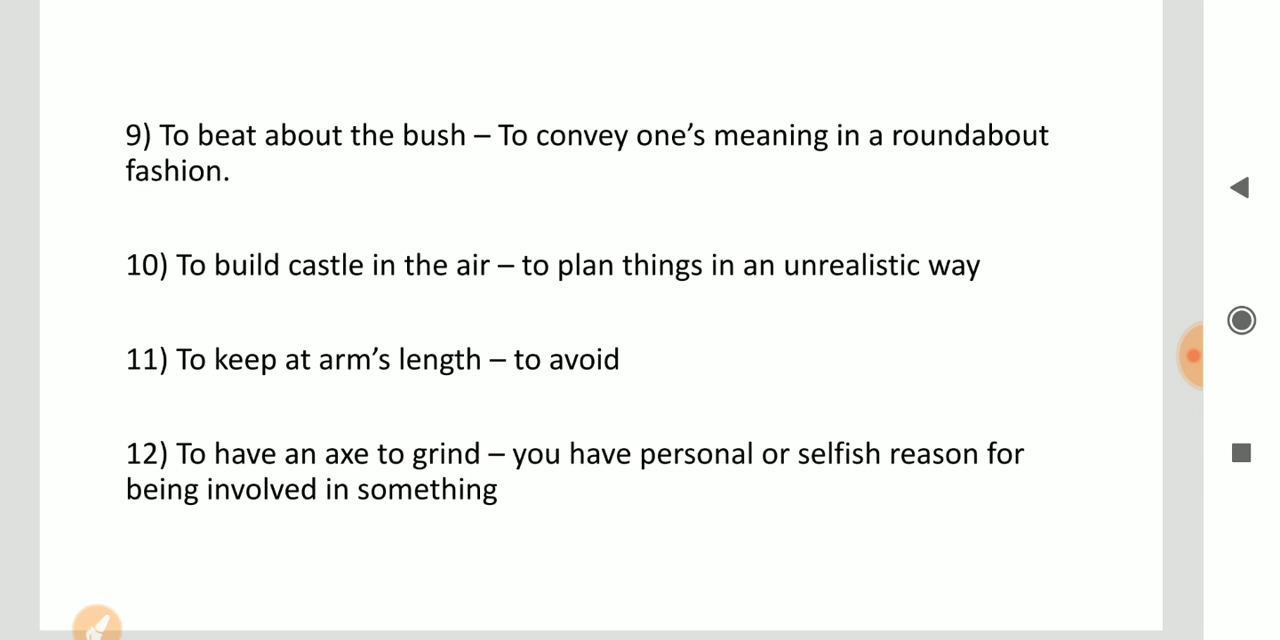 9) To beat about the bush – To convey one’s meaning in a roundabout
fashion.
10) To build castle in the air – to plan things in an unrealistic way
11) To keep at arm’s length – to avoid
12) To have an axe to grind – you have personal or selfish reason for
being involved in something